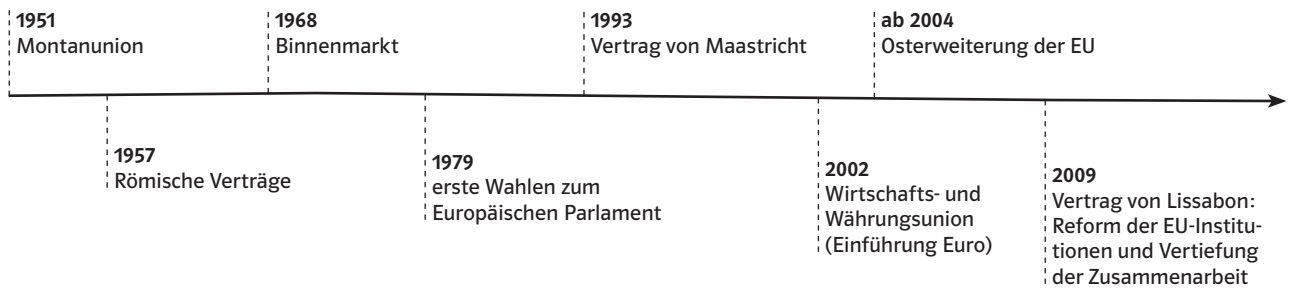 1951
Montanunion
1968
Binnenmarkt
1993
Vertrag von Maastricht
ab 2004
Osterweiterung der EU
1957
Römische Verträge
1979
erste Wahlen zum
Europäischen Parlament
2002
Wirtschafts- und
Währungsunion
(Einführung Euro)
2009
Vertrag von Lissabon:
Reform der EU-Institu-
tionen und Vertiefung
der Zusammenarbeit